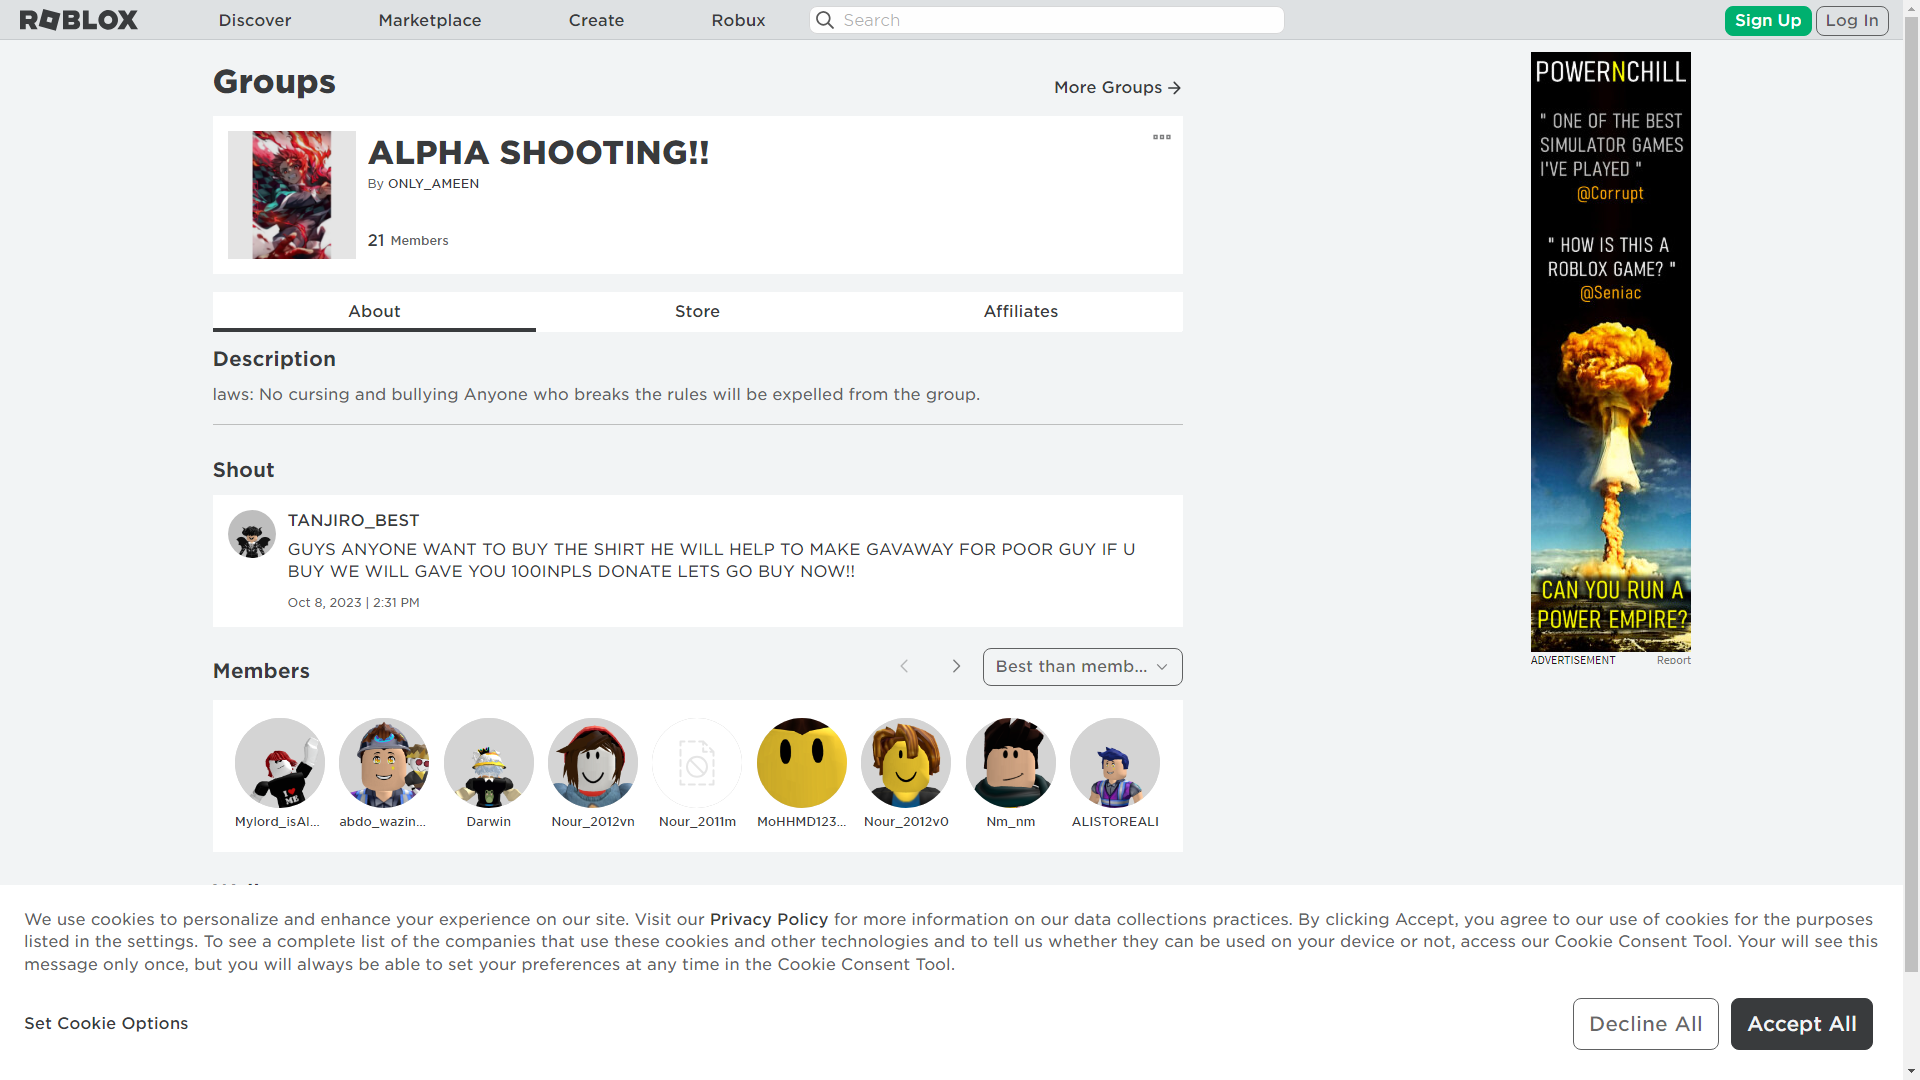 ROBLOX
Discover
Marketplace
Create
Robux
Search
Sign Up
Log In
Groups
More Groups
ALPHA SHOOTING!!
By ONLY_AMEEN
21 Members
About
Store
Affiliates
Description
laws: No cursing and bullying Anyone who breaks the rules will be expelled from the group.
Shout
TANJIRO_BEST
GUYS ANYONE WANT TO BUY THE SHIRT HE WILL HELP TO MAKE GAVAWAY FOR POOR GUY IF U
BUY WE WILL GAVE YOU 100INPLS DONATE LETS GO BUY NOW!!
Oct 8, 2023 | 2:31 PM
Members
Best than memb...
I ♥
ME
Mylord_isAl...
abdo_wazin...
Darwin
Nour_2012vn
Nour_2011m
MoHHMD123...
Nour_2012v0
Nm_nm
ALISTOREALI
POWERNCHILL
" ONE OF THE BEST
SIMULATOR GAMES
I'VE PLAYED "
@Corrupt
" HOW IS THIS A
ROBLOX GAME? "
@Seniac
CAN YOU RUN A
POWER EMPIRE?
ADVERTISEMENT
Report
We use cookies to personalize and enhance your experience on our site. Visit our Privacy Policy for more information on our data collections practices. By clicking Accept, you agree to our use of cookies for the purposes
listed in the settings. To see a complete list of the companies that use these cookies and other technologies and to tell us whether they can be used on your device or not, access our Cookie Consent Tool. Your will see this
message only once, but you will always be able to set your preferences at any time in the Cookie Consent Tool.
Set Cookie Options
Decline All
Accept All